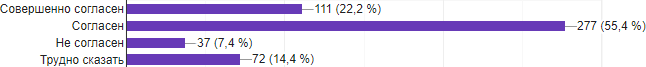 Совершенно согласен 111 (22,2 %)
Согласен 277 (55,4 %)
Не согласен 37 (7,4 %)
Трудно сказать 72 (14,4 %)